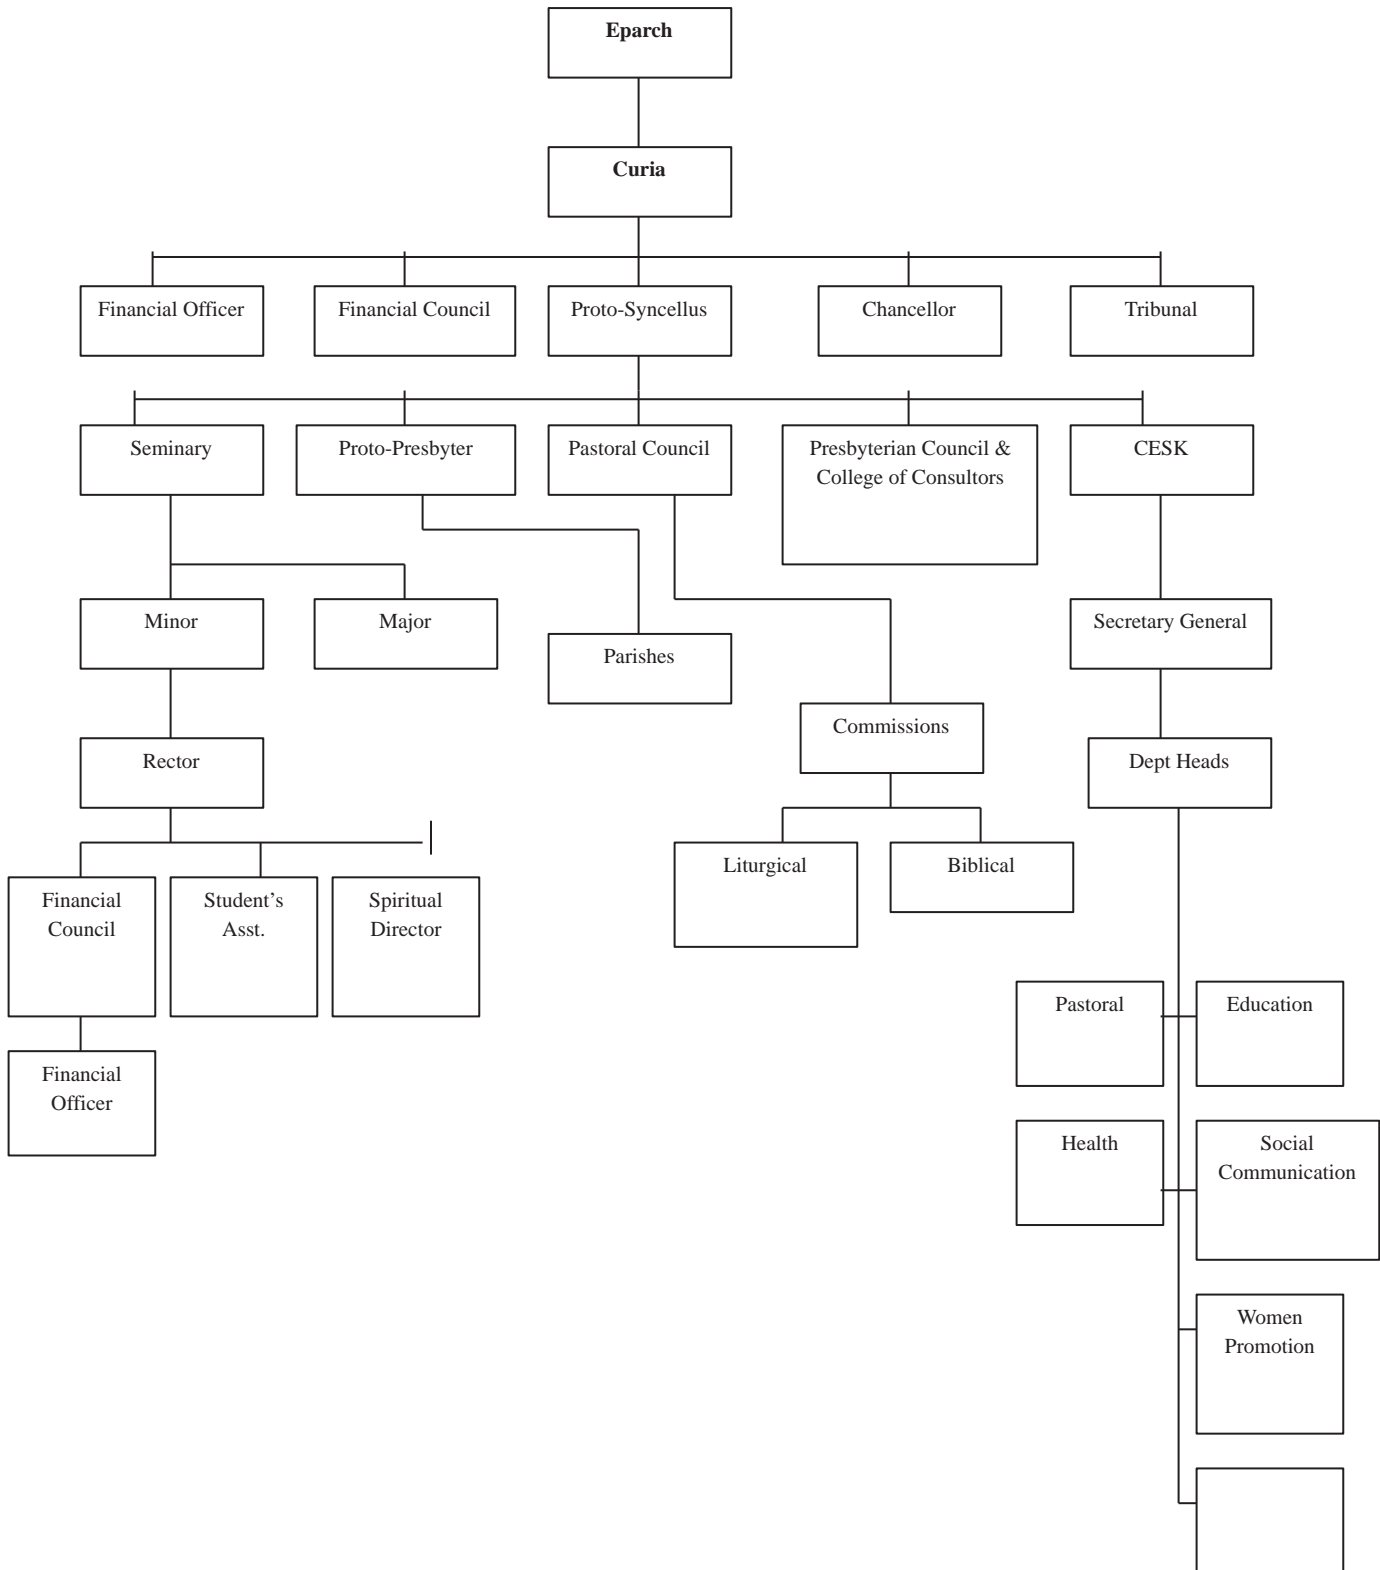 Eparch
Curia
Financial Officer
Financial Council
Proto-Syncellus
Chancellor
Tribunal
Seminary
Proto-Presbyter
Pastoral Council
Presbyterian Council &
College of Consultors
CESK
Minor
Major
Parishes
Secretary General
Commissions
Rector
Dept Heads
Liturgical
Biblical
Financial
Council
Student’s
Asst.
Spiritual
Director
Pastoral
Education
Financial
Officer
Health
Social
Communication
Women
Promotion